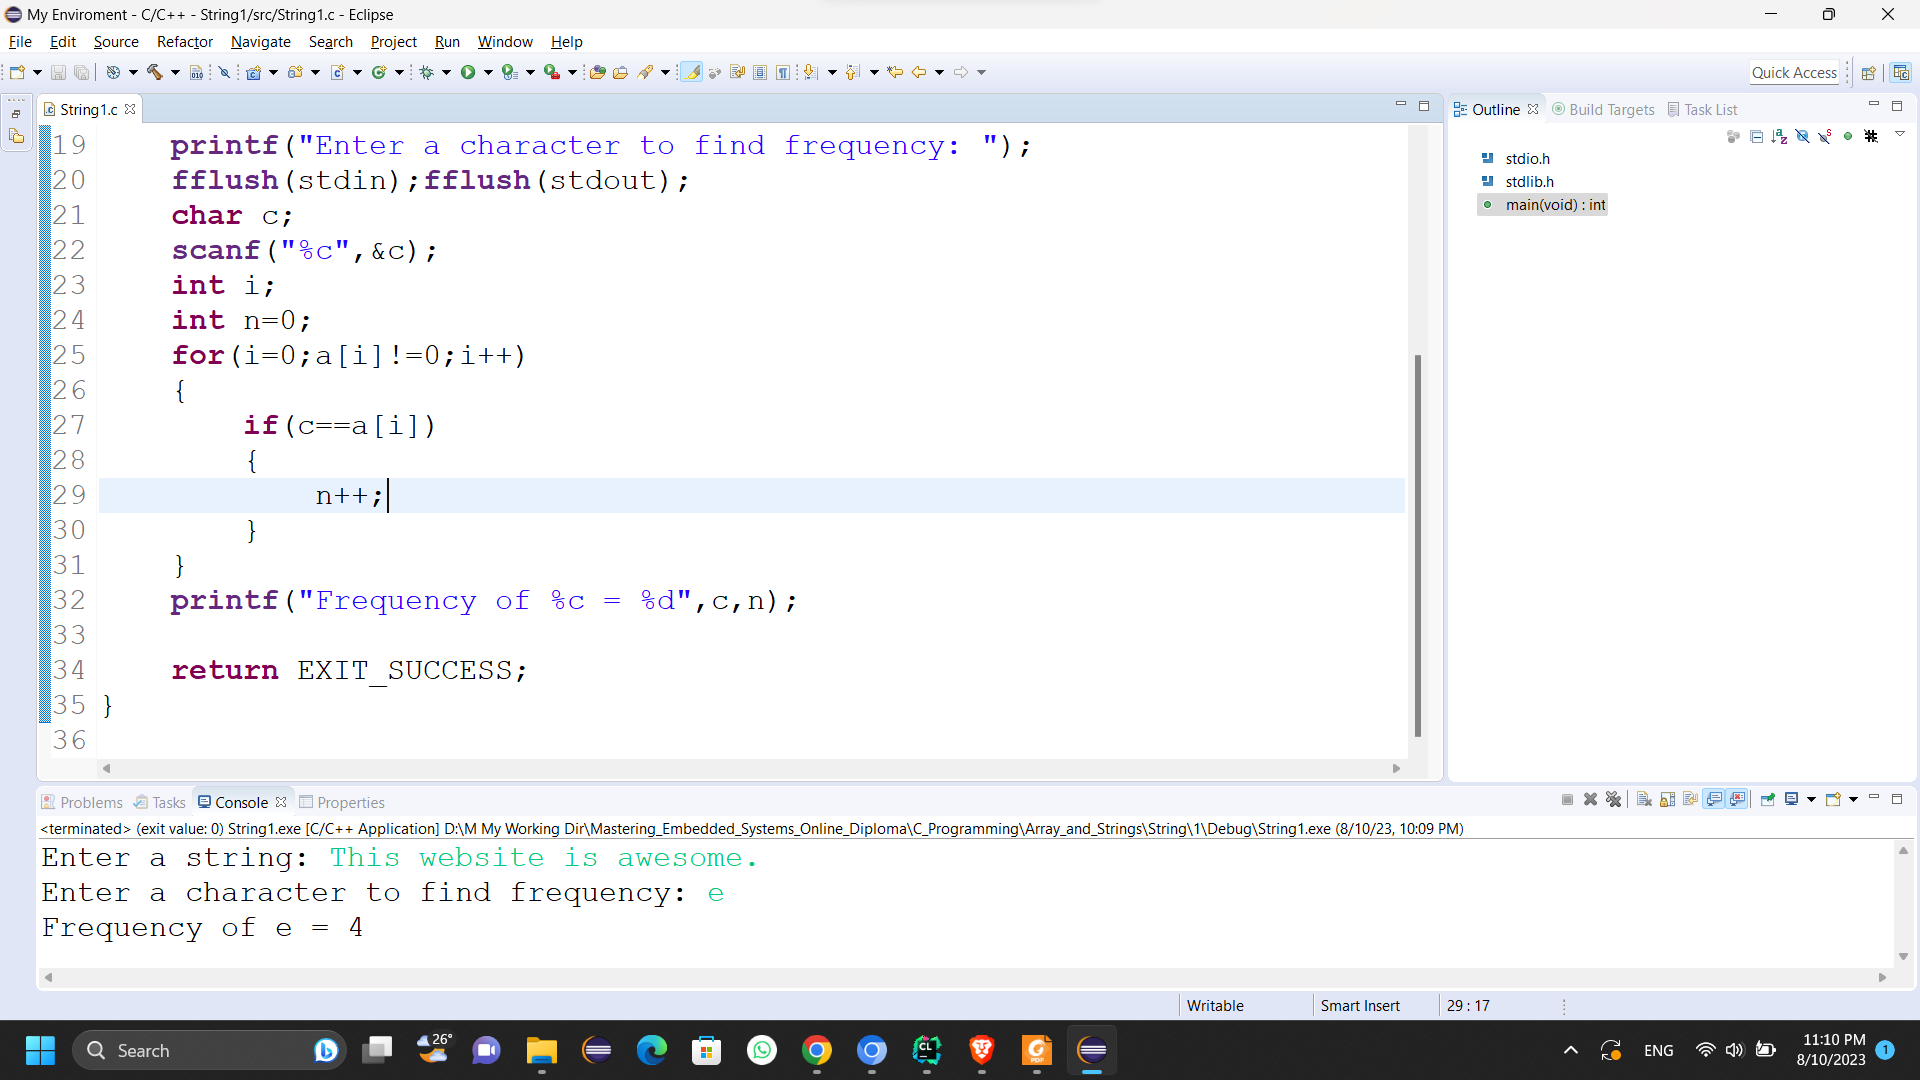 My Enviroment - C/C++ - String1/src/String1.c - Eclipse
File Edit Source Refactor Navigate Search Project Run Window Help
Quick Access
String1.c
19 printf("Enter a character to find frequency: ");
20 fflush(stdin);fflush(stdout);
21 char c;
22 scanf("%c",&c);
23 int i;
24 int n=0;
25 for(i=0;a[i]!=0;i++)
26 {
27 if(c==a[i])
28 {
29 n++;
30 }
31 }
32 printf("Frequency of %c = %d",c,n);
33
34 return EXIT_SUCCESS;
35 }
36
Outline Build Targets Task List
stdio.h
stdlib.h
main(void) : int
Problems Tasks Console Properties
<terminated> (exit value: 0) String1.exe [C/C++ Application] D:\M My Working Dir\Mastering_Embedded_Systems_Online_Diploma\C_Programming\Array_and_Strings\String\1\Debug\String1.exe (8/10/23, 10:09 PM)
Enter a string: This website is awesome.
Enter a character to find frequency: e
Frequency of e = 4
Writable Smart Insert 29 : 17
Search
26°
CL
PDF
ENG
11:10 PM
8/10/2023
1